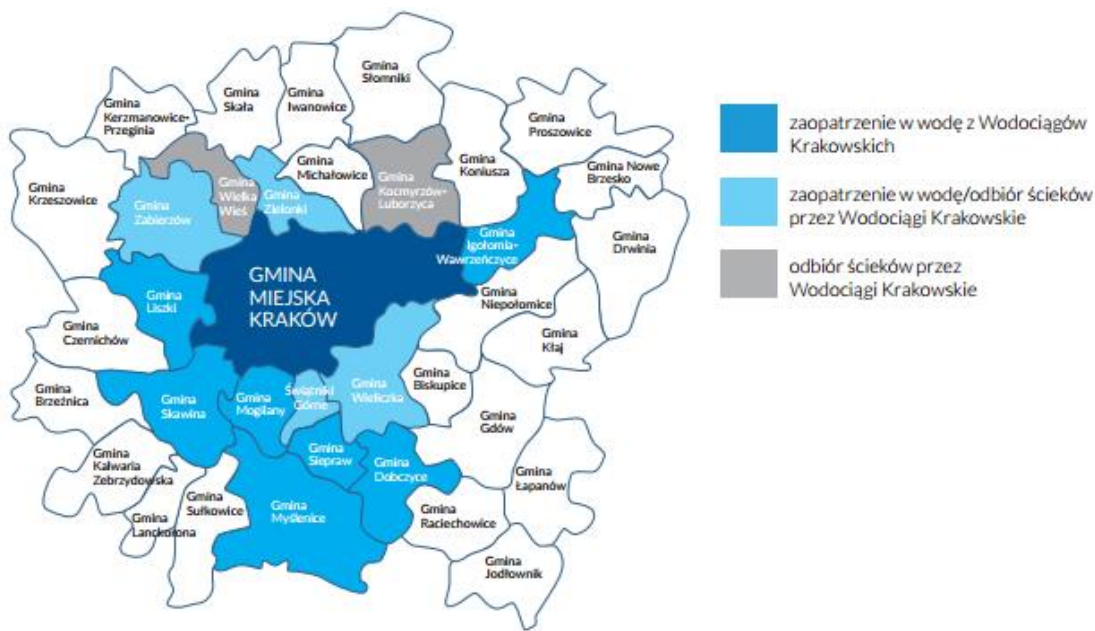 Gmina
Słomniki
Gmina
Skała
Gmina
Iwanowice
Gmina
Kerzmanowice-
Przeginia
Gmina
Proszowice
Gmina
Michałowice
Gmina
Koniusza
Gmina Nowe
Brzesko
Gmina
Krzeszowice
Gmina
Wielka
Wieś
Gmina
Zielonki
Gmina
Kocmyrzów-
Luborzyca
Gmina
Zabierzów
Gmina
Igołomia-
Wawrzeńczyce
Gmina
Drwinia
GMINA
MIEJSKA
KRAKÓW
Gmina
Liszki
Gmina
Niepołomice
Gmina
Czernichów
Gmina
Kłaj
Gmina
Brzeźnica
Gmina
Skawina
Gmina
Mogilany
Świątniki
Górne
Gmina
Wieliczka
Gmina
Biskupice
Gmina
Gdów
Gmina
Kalwaria
Zebrzydowska
Gmina
Siepraw
Gmina
Dobczyce
Gmina
Łapanów
Gmina
Sułkowice
Gmina
Myślenice
Gmina
Raciechowice
Gmina
Lanckorona
Gmina
Jodłownik
zaopatrzenie w wodę z Wodociągów
Krakowskich
zaopatrzenie w wodę/odbiór ścieków
przez Wodociągi Krakowskie
odbiór ścieków przez
Wodociągi Krakowskie